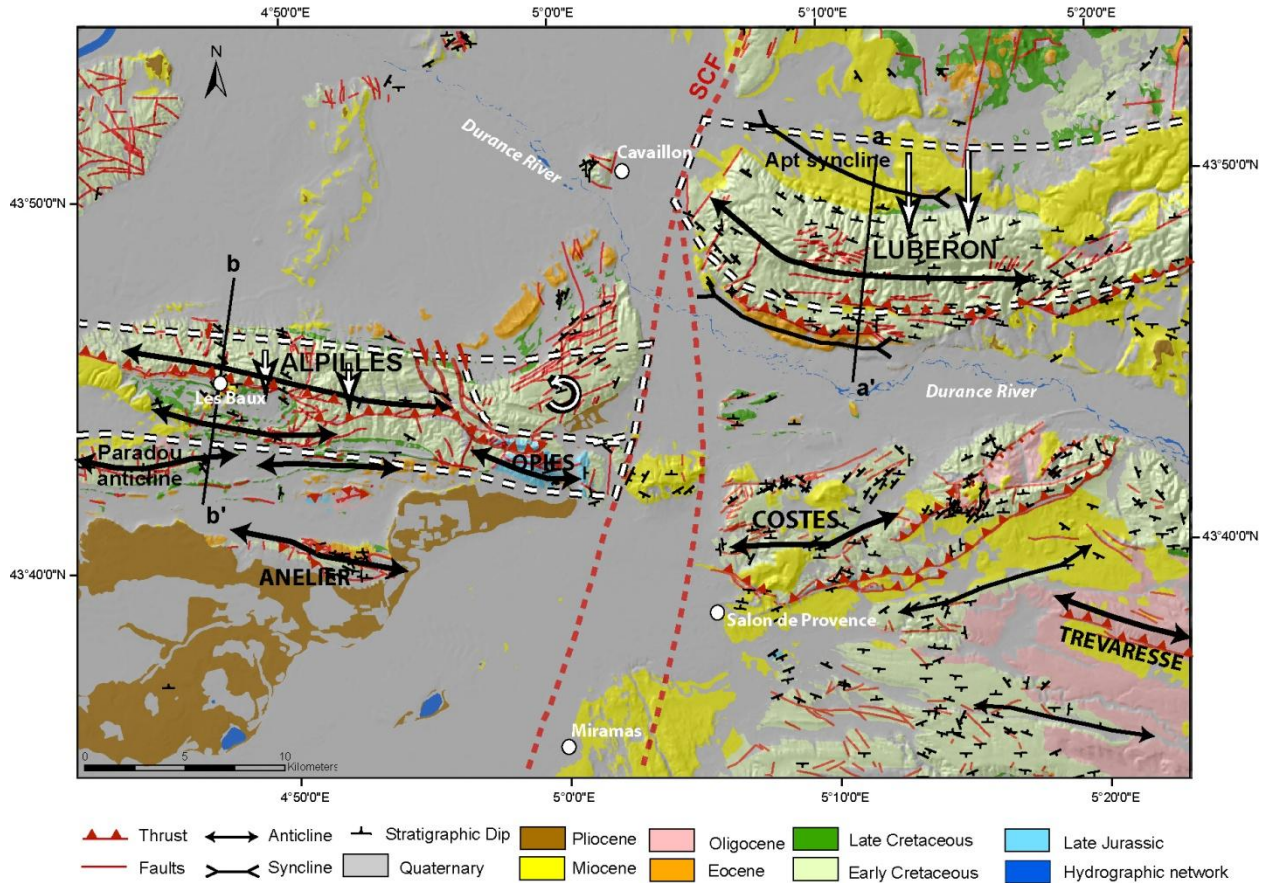 4°50'0"E 5°0'0"E 5°10'0"E 5°20'0"E
N
SCF
Durance River
Cavaillon
a
Apt syncline
43°50'0"N
43°50'0"N
LUBERON
b
ALPILLES
Les Baux
a'
Durance River
Paradou
anticline
OPIES
b'
COSTES
43°40'0"N
ANELIER
43°40'0"N
Salon de Provence
TREVARESSE
Miramas
0 5 10
Kilometers
4°50'0"E 5°0'0"E 5°10'0"E 5°20'0"E
Thrust Anticline Stratigraphic Dip Pliocene Oligocene Late Cretaceous Late Jurassic
Faults Syncline Quaternary Miocene Eocene Early Cretaceous Hydrographic network